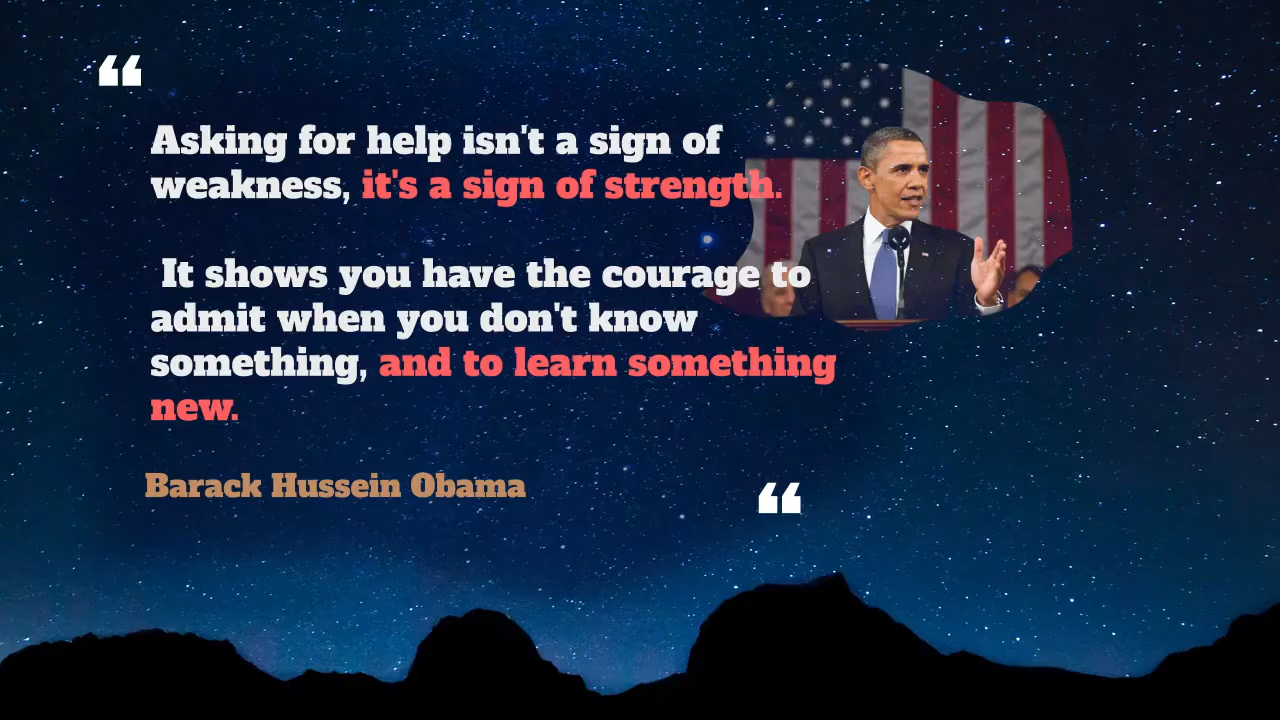 ❝
Asking for help isn't a sign of
weakness, it's a sign of strength.
It shows you have the courage to
admit when you don't know
something, and to learn something
new.
Barack Hussein Obama
❝